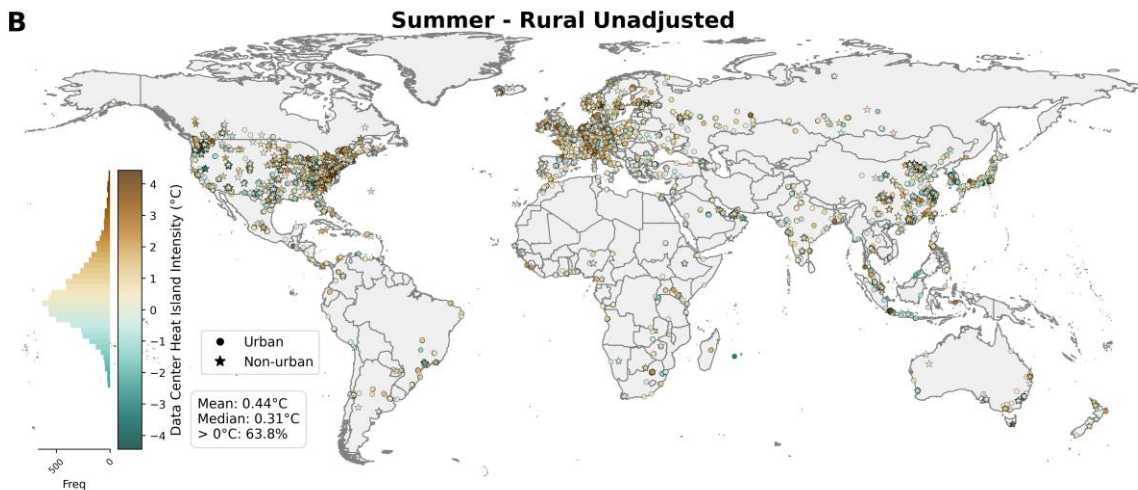 B
Summer - Rural Unadjusted
4
3
2
1
0
−1
−2
−3
−4
Data Center Heat Island Intensity (°C)
500
0
Freq
Urban
Non-urban
Mean: 0.44°C
Median: 0.31°C
> 0°C: 63.8%